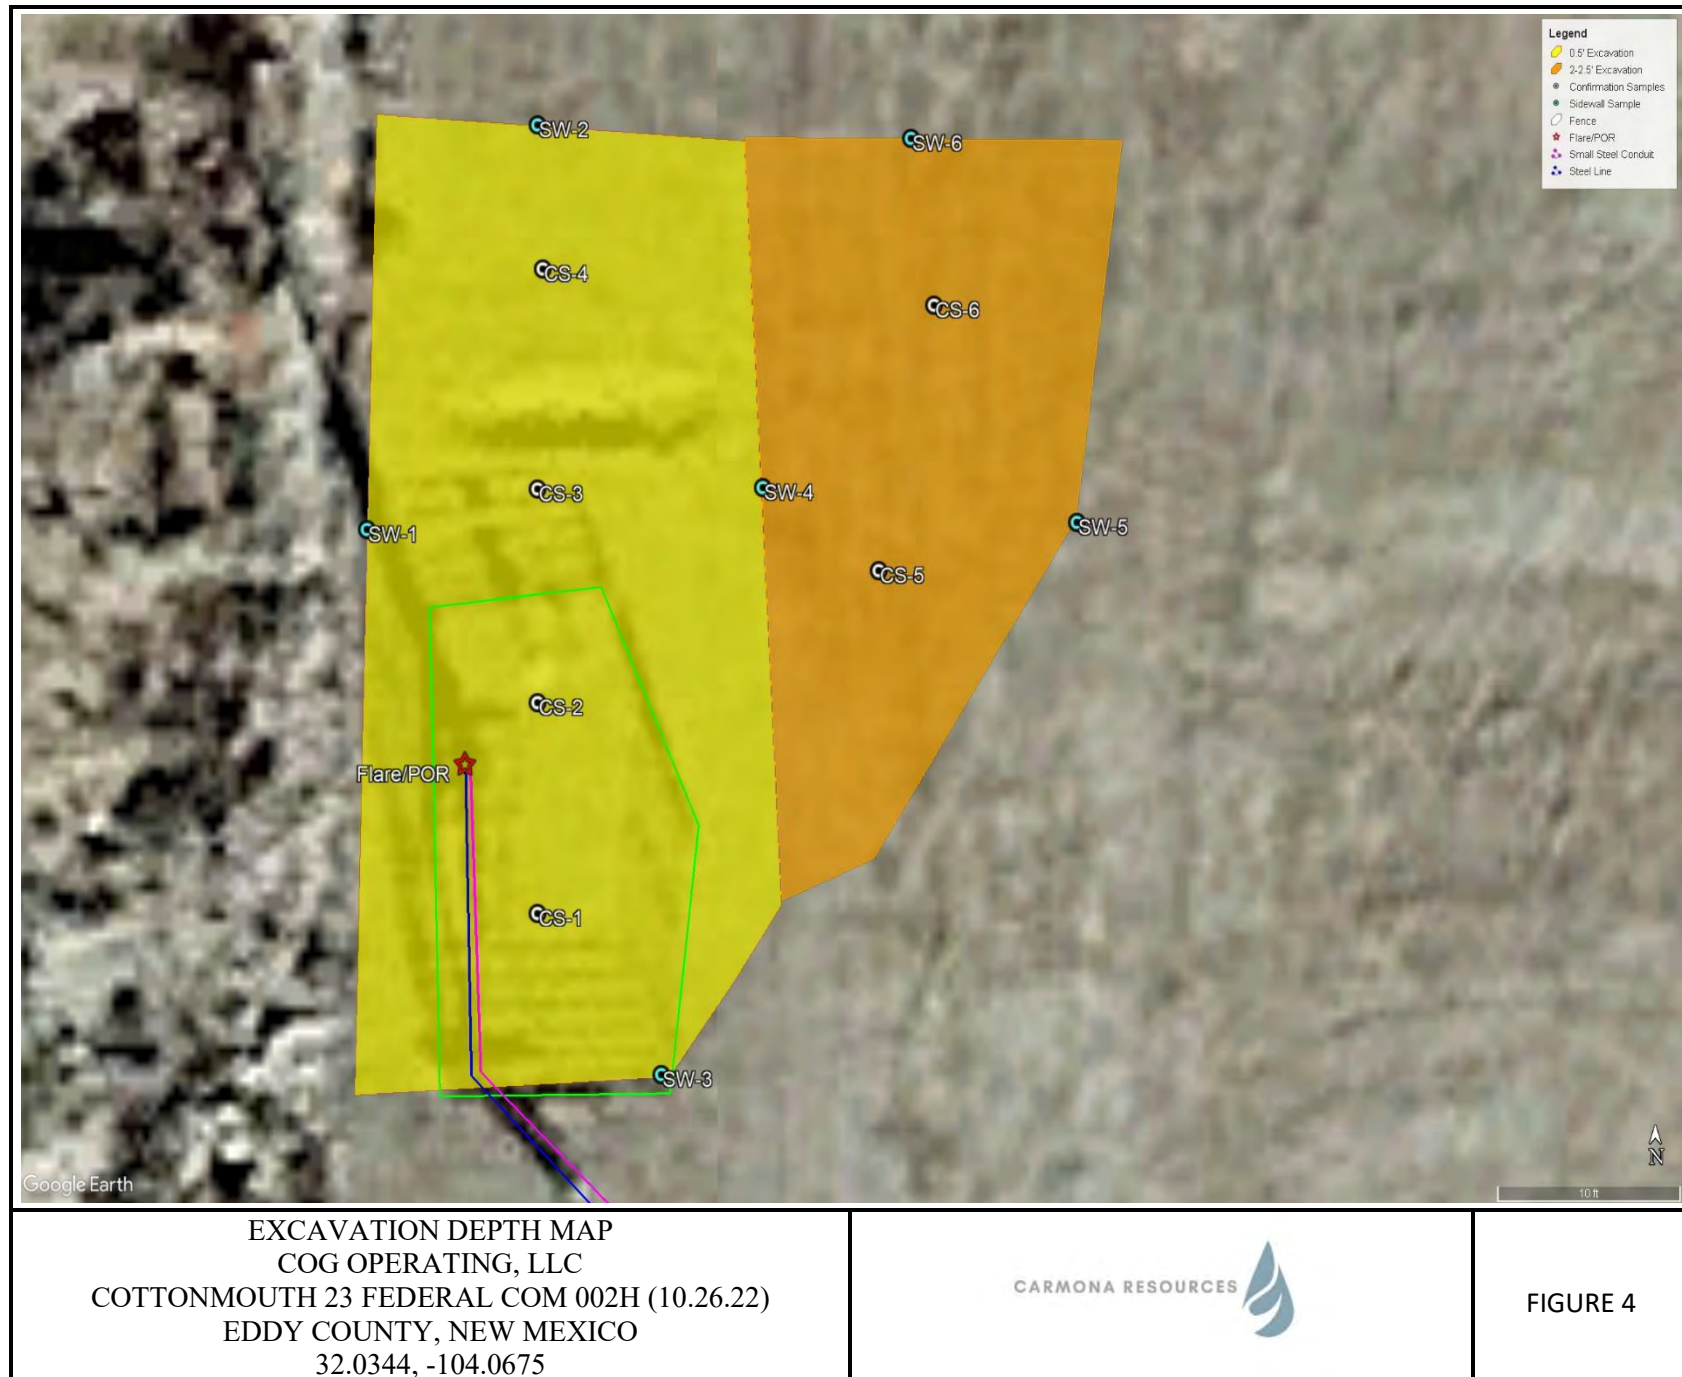 Legend
0.5' Excavation
2-2.5' Excavation
Confirmation Samples
Sidewall Sample
Fence
Flare/POR
Small Steel Conduit
Steel Line
SW-2
SW-6
CS-4
CS-6
CS-3
SW-4
SW-1
SW-5
CS-5
CS-2
Flare/POR
CS-1
SW-3
N
Google Earth
10 ft
EXCAVATION DEPTH MAP
COG OPERATING, LLC
COTTONMOUTH 23 FEDERAL COM 002H (10.26.22)
EDDY COUNTY, NEW MEXICO
32.0344, -104.0675
CARMONA RESOURCES
FIGURE 4